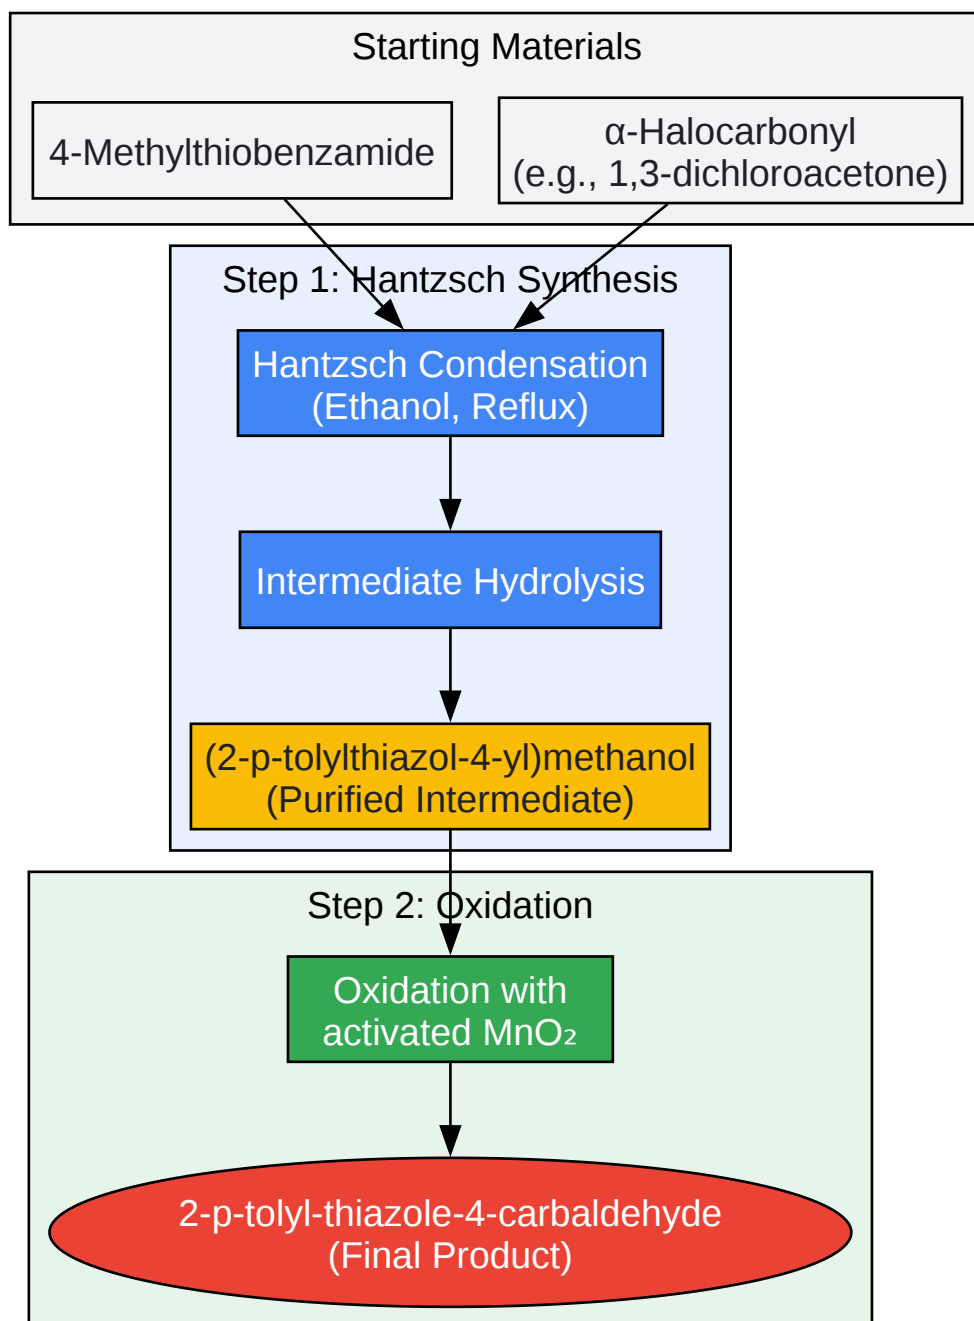 Starting Materials
4-Methylthiobenzamide
α-Halocarbonyl
(e.g., 1,3-dichloroacetone)
Step 1: Hantzsch Synthesis
Hantzsch Condensation
(Ethanol, Reflux)
Intermediate Hydrolysis
(2-p-tolylthiazol-4-yl)methanol
(Purified Intermediate)
Step 2: Oxidation
Oxidation with
activated MnO₂
2-p-tolyl-thiazole-4-carbaldehyde
(Final Product)